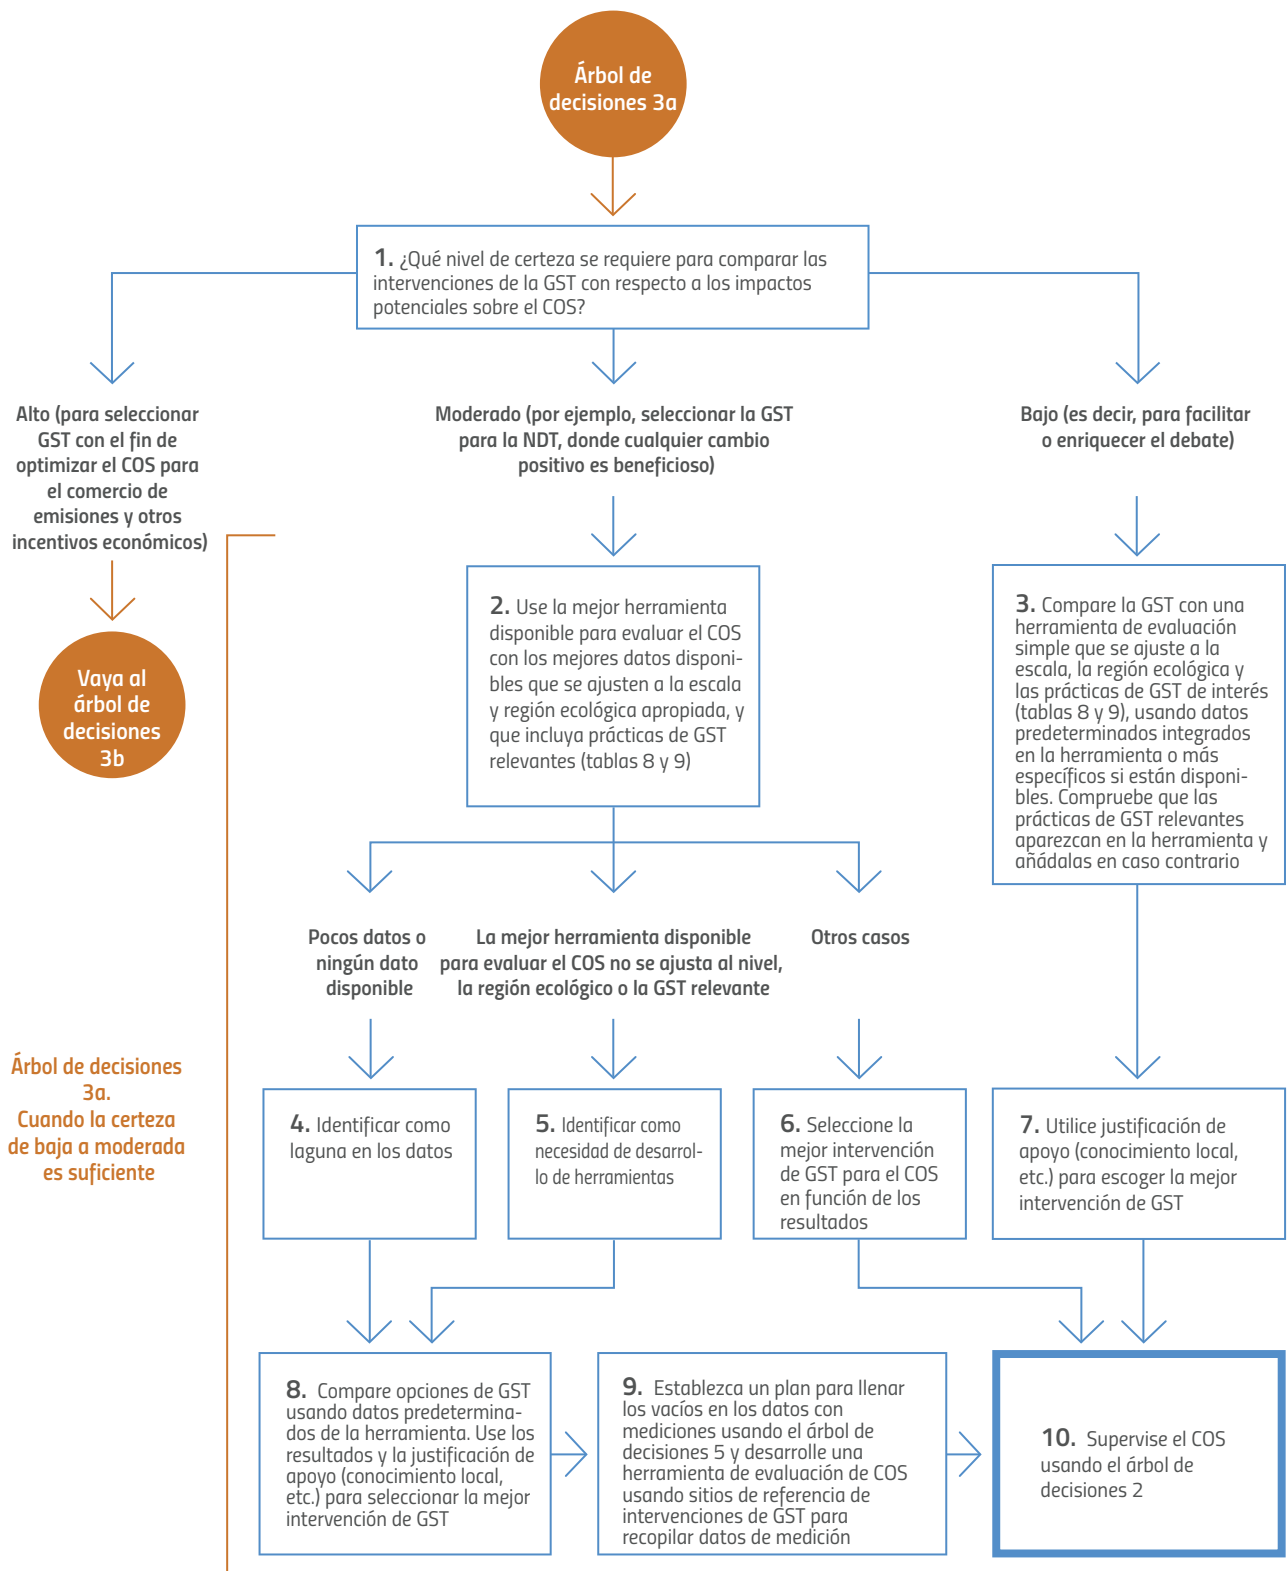 Árbol de
decisiones 3a
1. ¿Qué nivel de certeza se requiere para comparar las
intervenciones de la GST con respecto a los impactos
potenciales sobre el COS?
Alto (para seleccionar
GST con el fin de
optimizar el COS para
el comercio de
emisiones y otros
incentivos económicos)
Moderado (por ejemplo, seleccionar la GST
para la NDT, donde cualquier cambio
positivo es beneficioso)
Bajo (es decir, para facilitar
o enriquecer el debate)
Vaya al
árbol de
decisiones
3b
2. Use la mejor herramienta
disponible para evaluar el COS
con los mejores datos disponi-
bles que se ajusten a la escala
y región ecológica apropiada, y
que incluya prácticas de GST
relevantes (tablas 8 y 9)
3. Compare la GST con una
herramienta de evaluación
simple que se ajuste a la
escala, la región ecológica y
las prácticas de GST de interés
(tablas 8 y 9), usando datos
predeterminados integrados
en la herramienta o más
específicos si están disponi-
bles. Compruebe que las
prácticas de GST relevantes
aparezcan en la herramienta y
añádalas en caso contrario
Pocos datos o
ningún dato
disponible
La mejor herramienta disponible
para evaluar el COS no se ajusta al nivel,
la región ecológico o la GST relevante
Otros casos
Árbol de decisiones
3a.
Cuando la certeza
de baja a moderada
es suficiente
4. Identificar como
laguna en los datos
5. Identificar como
necesidad de desarrol-
lo de herramientas
6. Seleccione la
mejor intervención
de GST para el COS
en función de los
resultados
7. Utilice justificación de
apoyo (conocimiento local,
etc.) para escoger la mejor
intervención de GST
8. Compare opciones de GST
usando datos predetermina-
dos de la herramienta. Use los
resultados y la justificación de
apoyo (conocimiento local,
etc.) para seleccionar la mejor
intervención de GST
9. Establezca un plan para llenar
los vacíos en los datos con
mediciones usando el árbol de
decisiones 5 y desarrolle una
herramienta de evaluación de COS
usando sitios de referencia de
intervenciones de GST para
recopilar datos de medición
10. Supervise el COS
usando el árbol de
decisiones 2